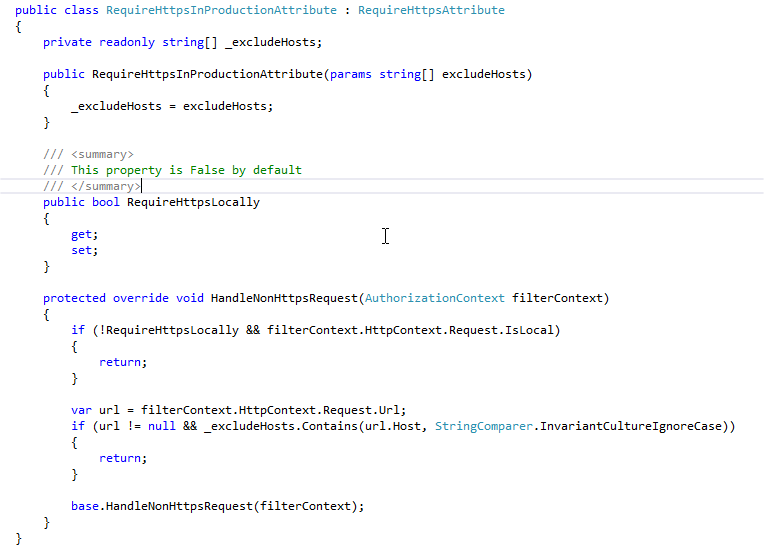 public class RequireHttpsInProductionAttribute : RequireHttpsAttribute
{
    private readonly string[] _excludeHosts;

    public RequireHttpsInProductionAttribute(params string[] excludeHosts)
    {
        _excludeHosts = excludeHosts;
    }

    /// <summary>
    /// This property is False by default
    /// </summary>
    public bool RequireHttpsLocally
    {
        get;
        set;
    }

    protected override void HandleNonHttpsRequest(AuthorizationContext filterContext)
    {
        if (!RequireHttpsLocally && filterContext.HttpContext.Request.IsLocal)
        {
            return;
        }

        var url = filterContext.HttpContext.Request.Url;
        if (url != null && _excludeHosts.Contains(url.Host, StringComparer.InvariantCultureIgnoreCase))
        {
            return;
        }

        base.HandleNonHttpsRequest(filterContext);
    }
}